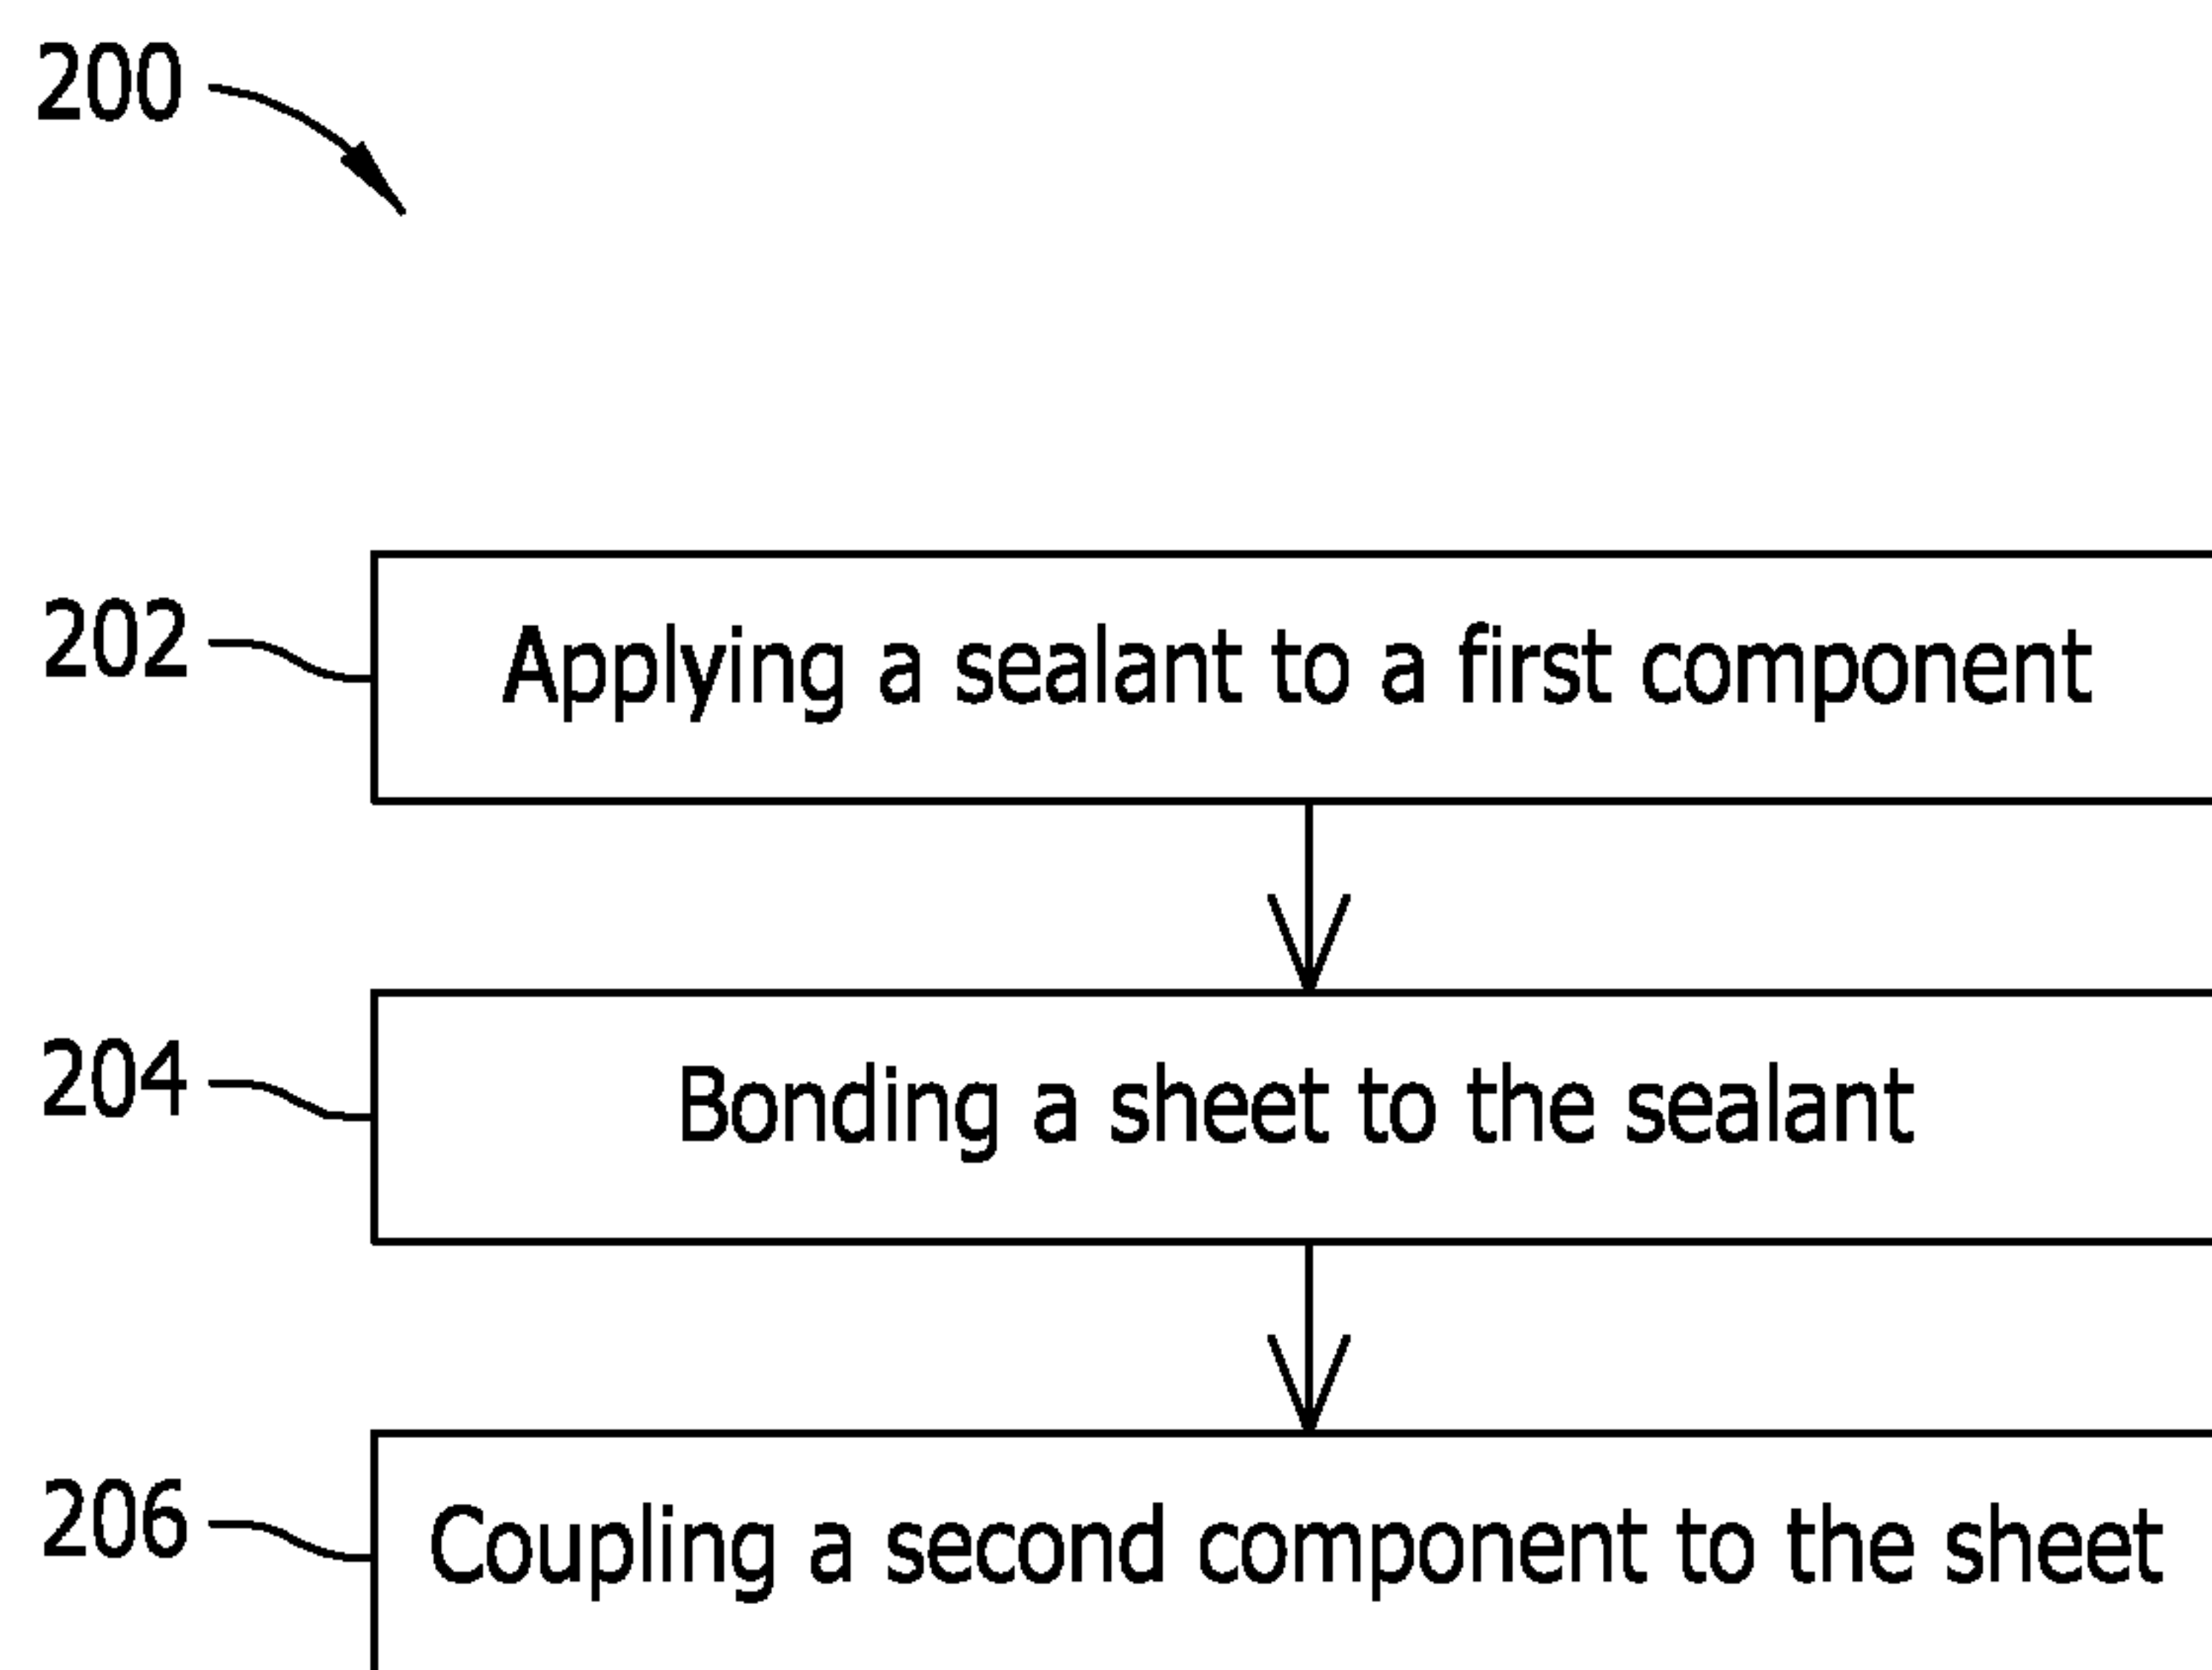 200
202
Applying a sealant to a first component
204
Bonding a sheet to the sealant
206
Coupling a second component to the sheet